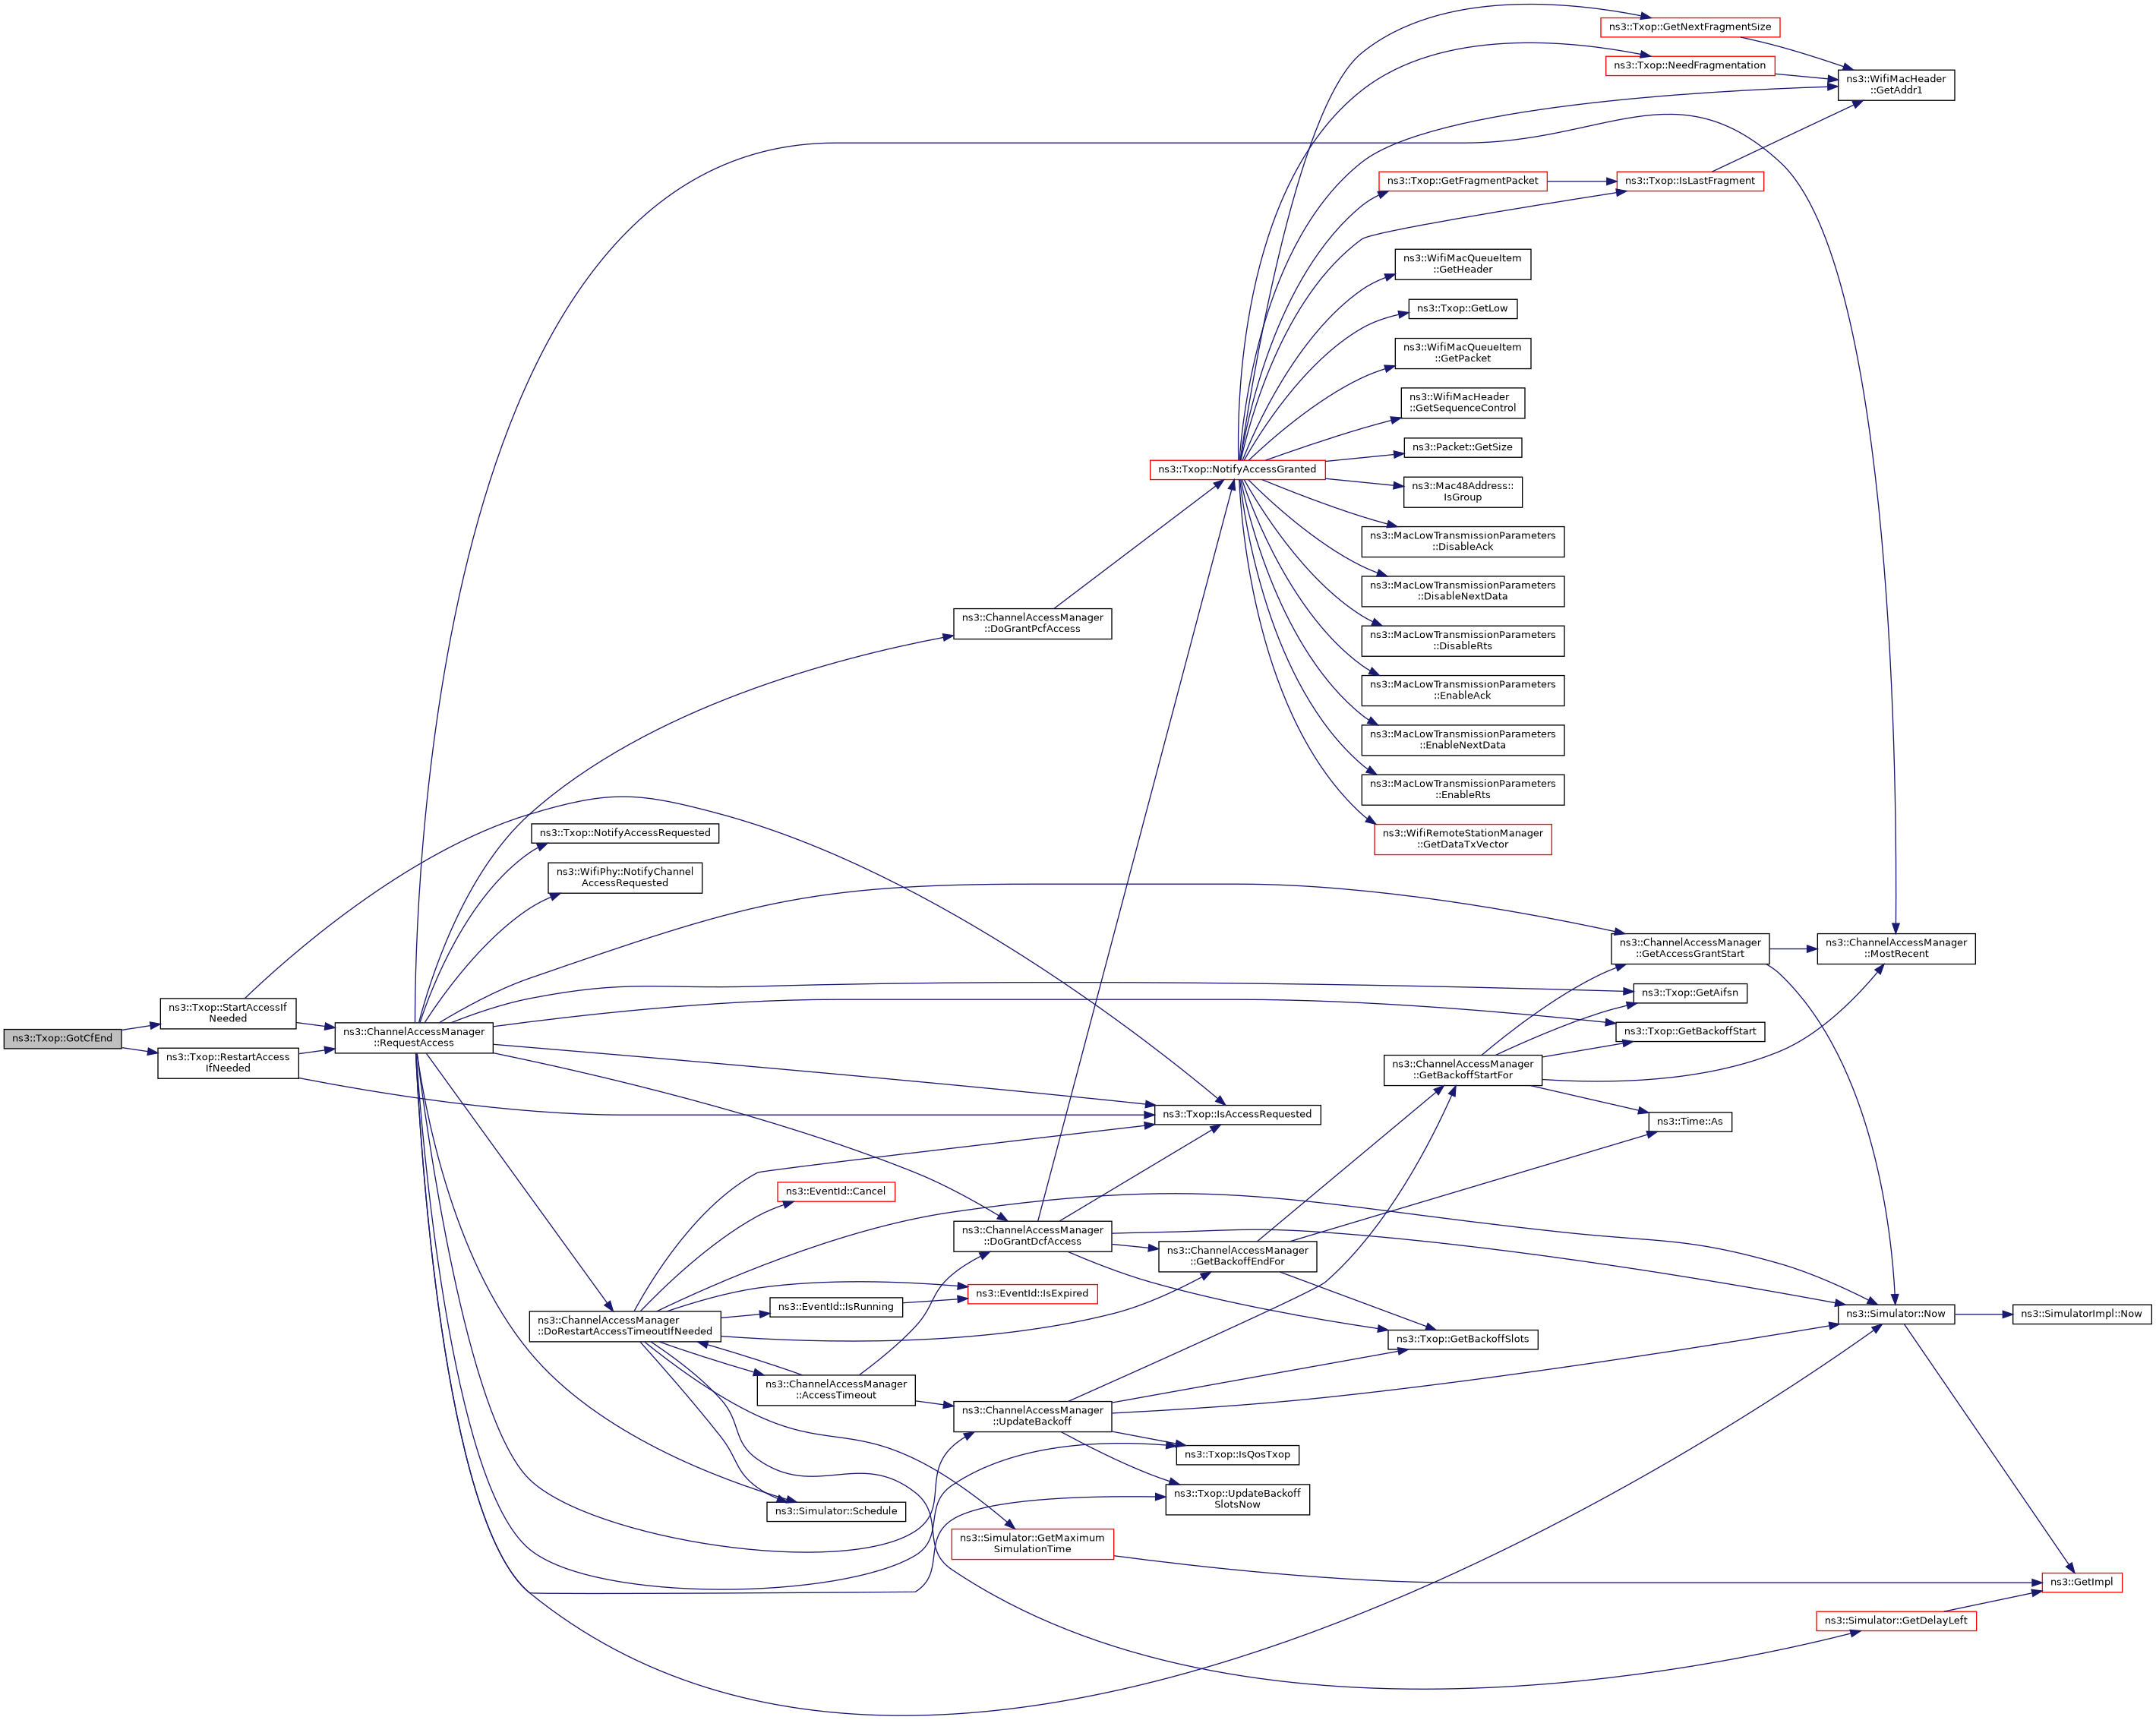 ns3::Txop::GotCfEnd
ns3::Txop::StartAccessIf
Needed
ns3::Txop::RestartAccess
IfNeeded
ns3::ChannelAccessManager
::RequestAccess
ns3::Txop::NotifyAccessRequested
ns3::WifiPhy::NotifyChannel
AccessRequested
ns3::ChannelAccessManager
::DoRestartAccessTimeoutIfNeeded
ns3::EventId::Cancel
ns3::EventId::IsRunning
ns3::ChannelAccessManager
::AccessTimeout
ns3::Simulator::Schedule
ns3::ChannelAccessManager
::DoGrantPcfAccess
ns3::ChannelAccessManager
::DoGrantDcfAccess
ns3::EventId::IsExpired
ns3::ChannelAccessManager
::UpdateBackoff
ns3::Simulator::GetMaximum
SimulationTime
ns3::Txop::NotifyAccessGranted
ns3::Txop::IsAccessRequested
ns3::ChannelAccessManager
::GetBackoffEndFor
ns3::Txop::IsQosTxop
ns3::Txop::UpdateBackoff
SlotsNow
ns3::Txop::GetFragmentPacket
ns3::WifiMacQueueItem
::GetHeader
ns3::Txop::GetLow
ns3::WifiMacQueueItem
::GetPacket
ns3::WifiMacHeader
::GetSequenceControl
ns3::Packet::GetSize
ns3::Mac48Address::
IsGroup
ns3::MacLowTransmissionParameters
::DisableAck
ns3::MacLowTransmissionParameters
::DisableNextData
ns3::MacLowTransmissionParameters
::DisableRts
ns3::MacLowTransmissionParameters
::EnableAck
ns3::MacLowTransmissionParameters
::EnableNextData
ns3::MacLowTransmissionParameters
::EnableRts
ns3::WifiRemoteStationManager
::GetDataTxVector
ns3::ChannelAccessManager
::GetBackoffStartFor
ns3::Txop::GetBackoffSlots
ns3::Txop::GetNextFragmentSize
ns3::Txop::NeedFragmentation
ns3::Txop::IsLastFragment
ns3::ChannelAccessManager
::GetAccessGrantStart
ns3::Txop::GetAifsn
ns3::Txop::GetBackoffStart
ns3::Time::As
ns3::WifiMacHeader
::GetAddr1
ns3::ChannelAccessManager
::MostRecent
ns3::Simulator::Now
ns3::Simulator::GetDelayLeft
ns3::SimulatorImpl::Now
ns3::GetImpl